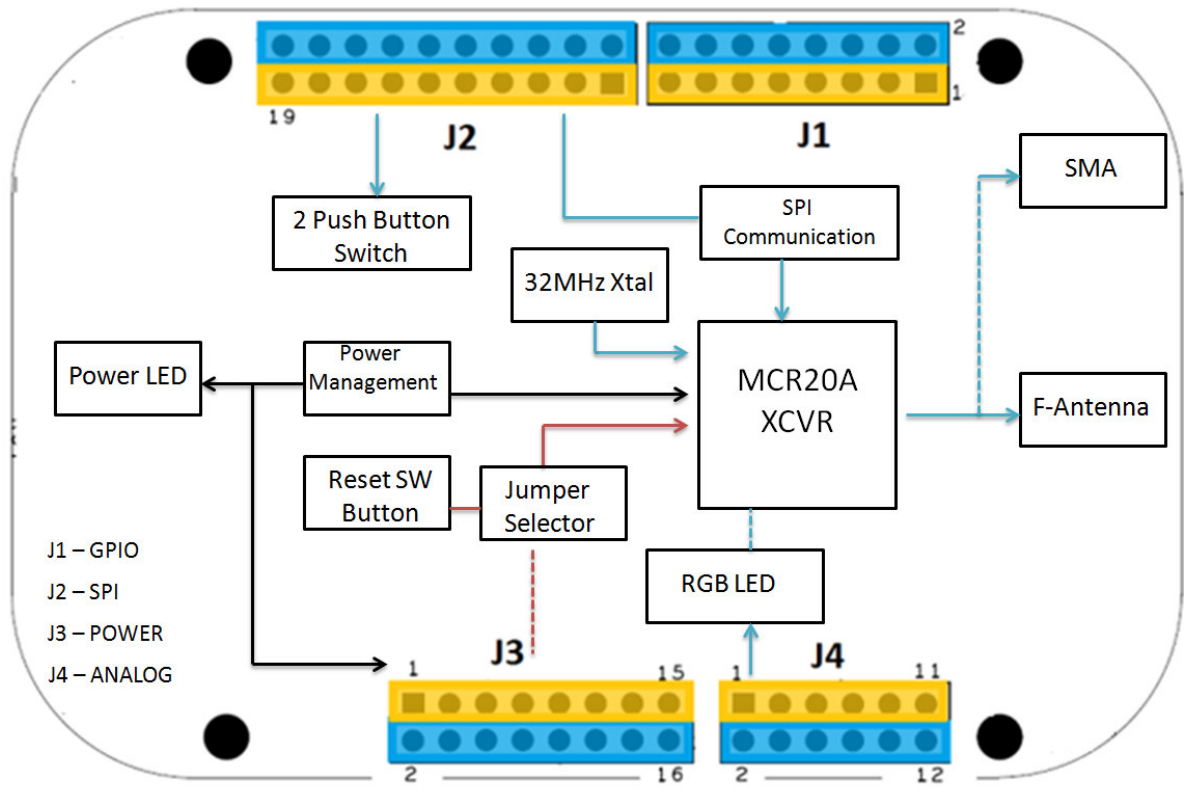 2
1
19
J2
J1
SMA
2 Push Button
Switch
SPI
Communication
32MHz Xtal
Power LED
Power
Management
MCR20A
XCVR
F-Antenna
Reset SW
Button
Jumper
Selector
J1 – GPIO
J2 – SPI
J3 – POWER
J4 – ANALOG
RGB LED
J3
J4
1
15
1
11
2
16
2
12